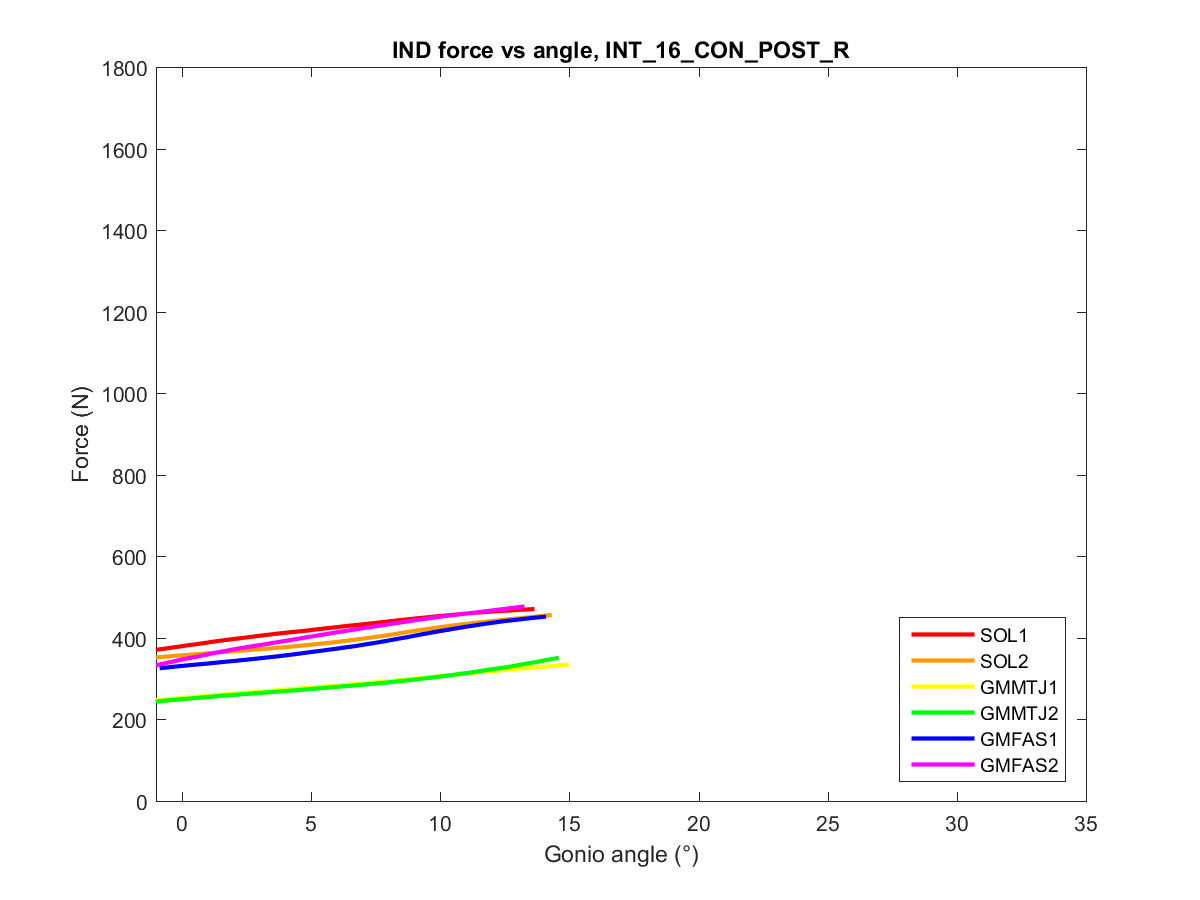 IND force vs angle, INT_16_CON_POST_R
1800
1600
1400
1200
1000
800
600
400
200
0
Force (N)
0 5 10 15 20 25 30 35
Gonio angle (°)
SOL1
SOL2
GMMTJ1
GMMTJ2
GMFAS1
GMFAS2